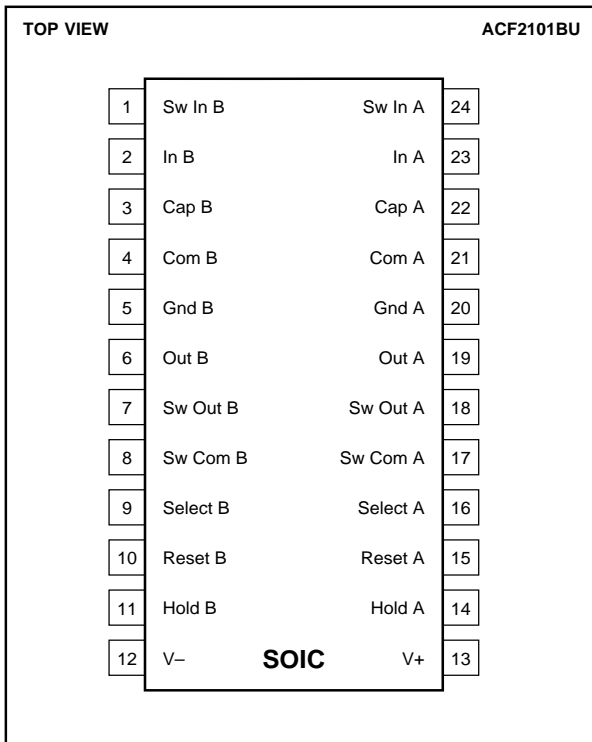 TOP VIEW ACF2101BU
1 Sw In B Sw In A 24
2 In B In A 23
3 Cap B Cap A 22
4 Com B Com A 21
5 Gnd B Gnd A 20
6 Out B Out A 19
7 Sw Out B Sw Out A 18
8 Sw Com B Sw Com A 17
9 Select B Select A 16
10 Reset B Reset A 15
11 Hold B Hold A 14
12 V– SOIC V+ 13